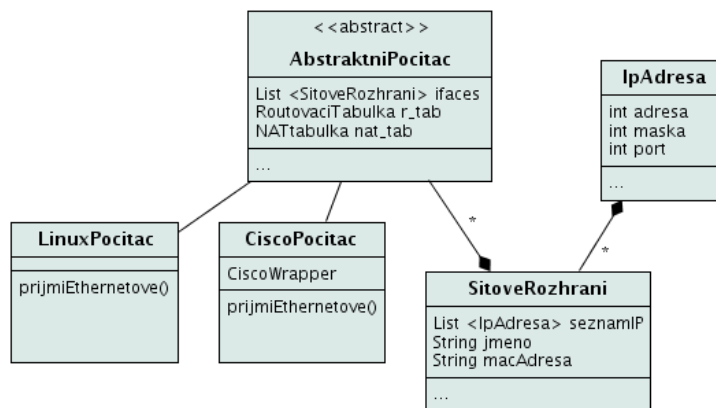 <<abstract>>
AbstraktniPocitac
List <SitoveRozhrani> ifaces
RoutovaciTabulka r_tab
NATtabulka nat_tab
...
IpAdresa
int adresa
int maska
int port
...
LinuxPocitac
prijmiEthernetove()
CiscoPocitac
CiscoWrapper
prijmiEthernetove()
*
*
SitoveRozhrani
List <IpAdresa> seznamIP
String jmeno
String macAdresa
...